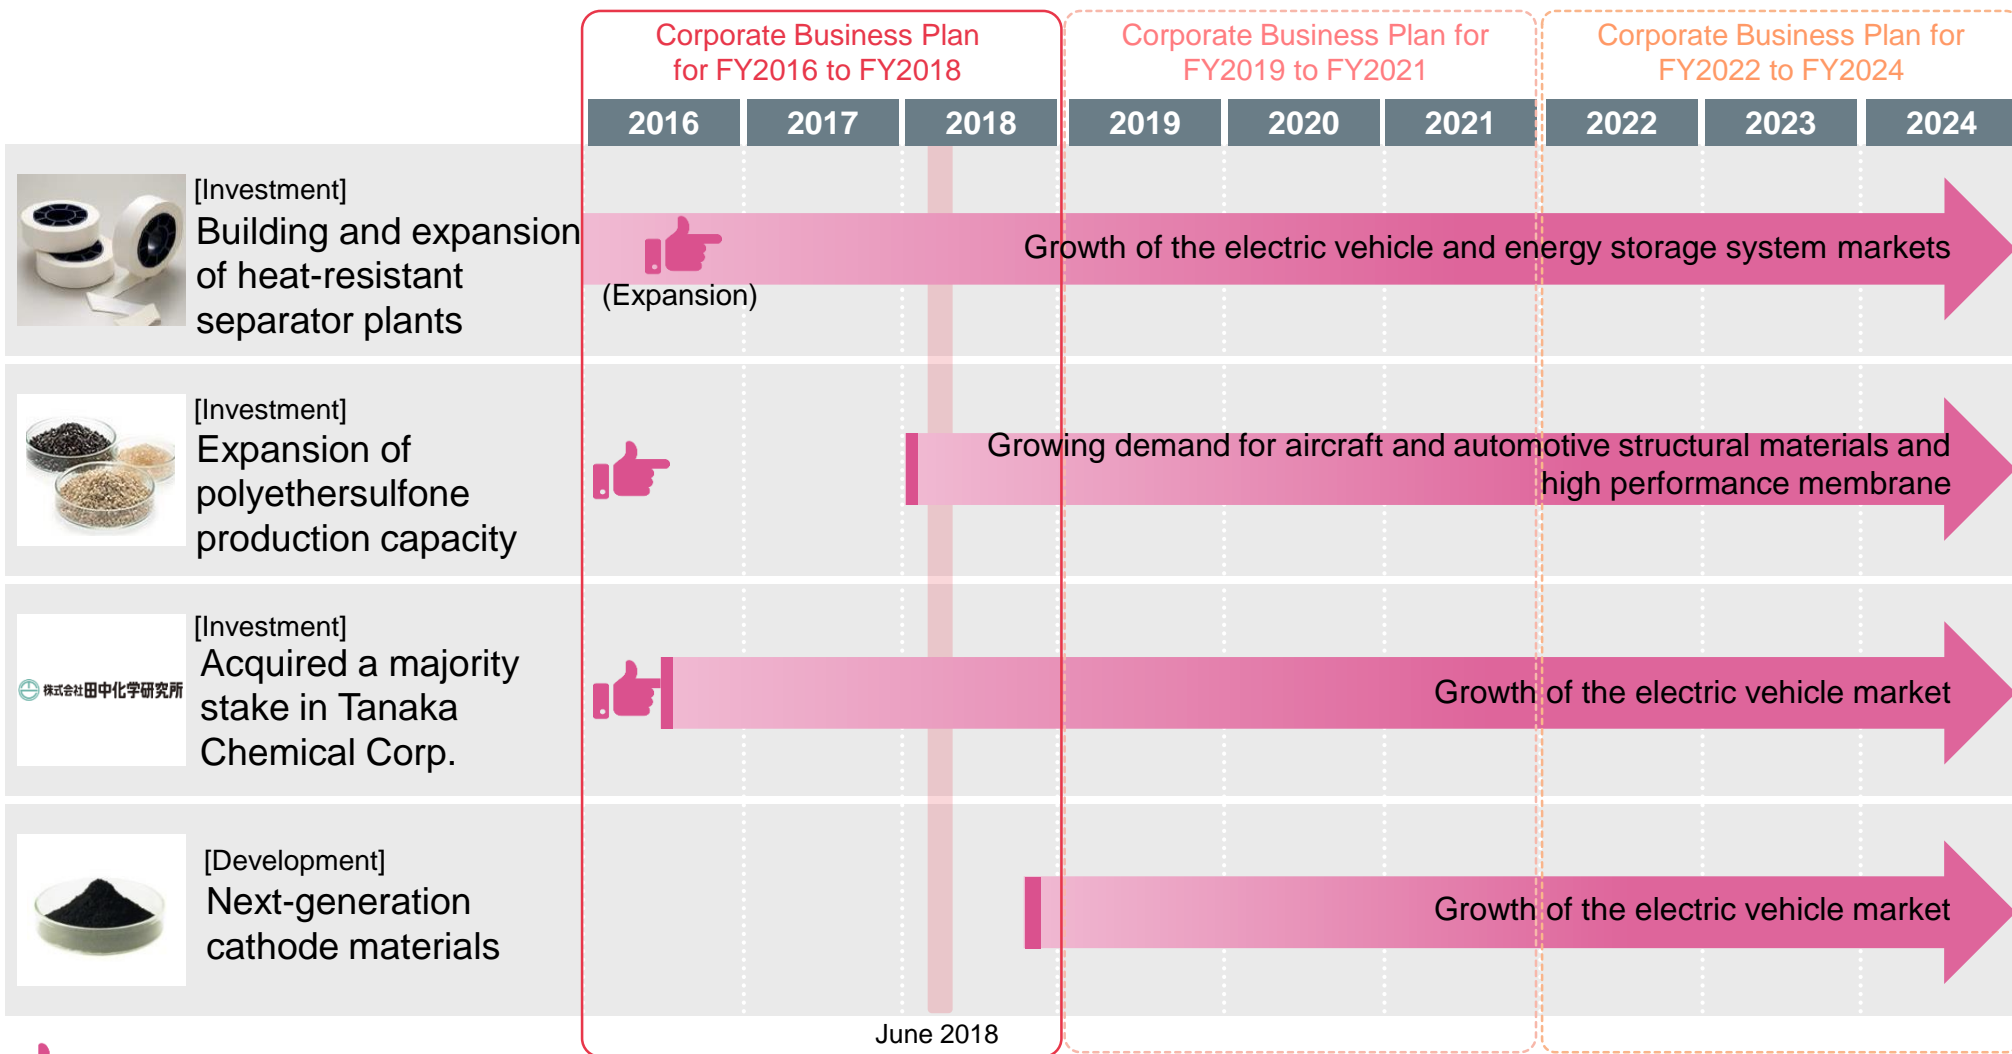 Corporate Business Plan
for FY2016 to FY2018
Corporate Business Plan for
FY2019 to FY2021
Corporate Business Plan for
FY2022 to FY2024
2016
2017
2018
2019
2020
2021
2022
2023
2024
[Investment]
Building and expansion
of heat-resistant
separator plants
(Expansion)
Growth of the electric vehicle and energy storage system markets
[Investment]
Expansion of
polyethersulfone
production capacity
Growing demand for aircraft and automotive structural materials and
high performance membrane
株式会社田中化学研究所
[Investment]
Acquired a majority
stake in Tanaka
Chemical Corp.
Growth of the electric vehicle market
[Development]
Next-generation
cathode materials
Growth of the electric vehicle market
June 2018